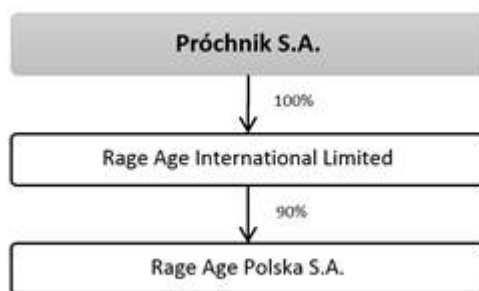 Próchnik S.A.
100%
Rage Age International Limited
90%
Rage Age Polska S.A.